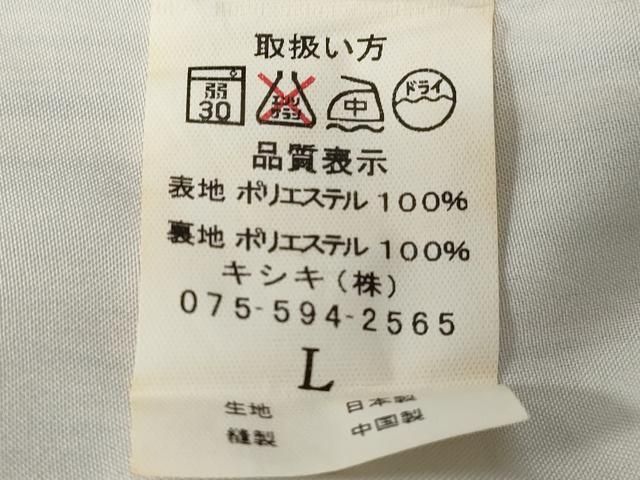 取扱い方
弱 30 エンソ サラシ 中 ドライ
品質表示
表地 ポリエステル 100%
裏地 ポリエステル 100%
キシキ(株)
075-594-2565
L
生地 日本製
縫製 中国製